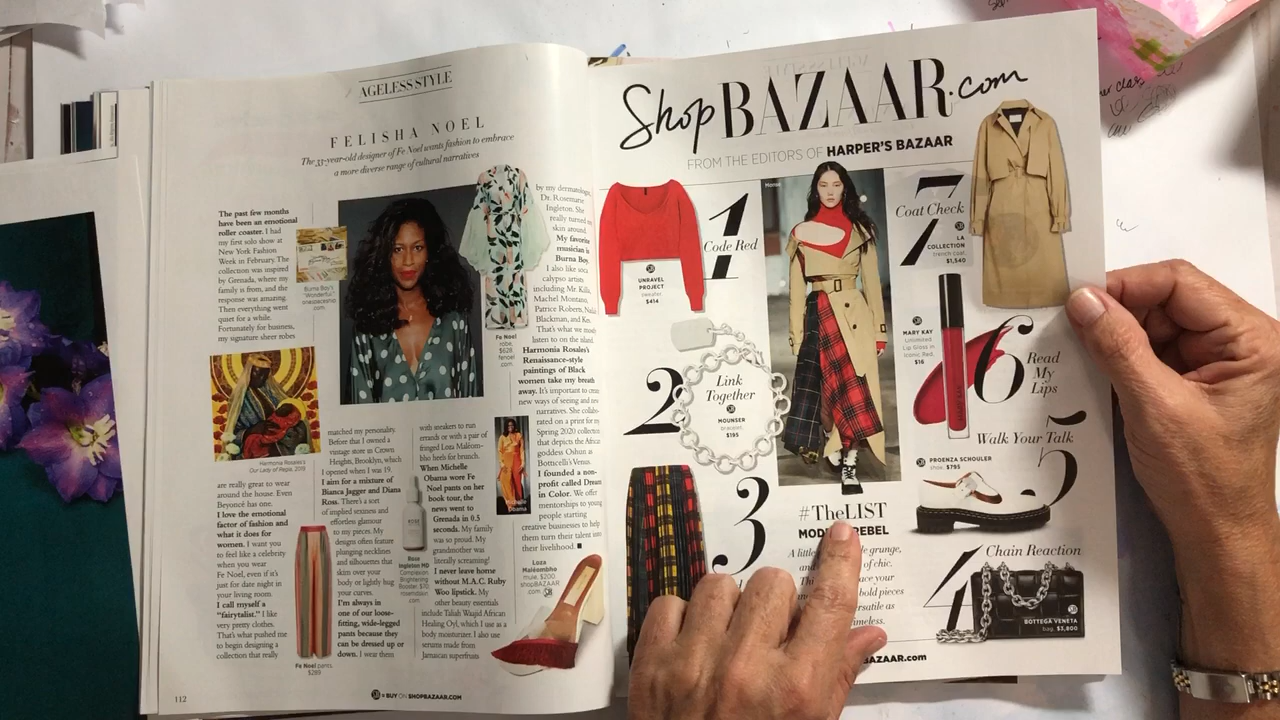 AGELESS STYLE
FELISHA NOEL
The 33-year-old designer of Fe Noel wants fashion to embrace
a more diverse range of cultural narratives
The past few months
have been an emotional
roller coaster. I had
my first solo show at
New York Fashion
Week in February. The
collection was inspired
by Grenada, where my
family is from, and the
response was amazing.
Then everything went
quiet for a while.
Fortunately for business,
my signature sheer robes
are really great to wear
around the house. Even
Beyoncé has one.
I love the emotional
factor of fashion and
what it does for
women. I want you
to feel like a celebrity
when you wear
Fe Noel, even if it's
just for date night in
your living room.
I call myself a
"fairytalist." I like
very pretty clothes.
That's what pushed me
to begin designing a
collection that really
Burna Boy's
"Wonderful,"
Harmonia Rosales's
Our Lady of Regla, 2019
matched my personality.
Before that I owned a
vintage store in Crown
Heights, Brooklyn, which
I opened when I was 19.
I aim for a mixture of
Bianca Jagger and Diana
Ross. There's a sort
of implied sexiness and
effortless glamour
to my pieces. My
designs often feature
plunging necklines
and silhouettes that
skim over your
body or lightly hug
your curves.
I'm always in
one of our loose-
fitting, wide-legged
pants because they
can be dressed up or
down. I wear them
Fe Noel pants,
$289
with sneakers to run
errands or with a pair of
fringed Loza Maléom-
bho heels for brunch.
When Michelle
Obama wore Fe
Noel pants on her
book tour, the
news went to
Grenada in 0.5
seconds. My family
was so proud. My
grandmother was
literally screaming!
I never leave home
without M.A.C. Ruby
Woo lipstick. My
other beauty essentials
include Taliah Waajid African
Healing Oyl, which I use as a
body moisturizer. I also use
serums made from
Jamaican superfruits
Rose
Ingleton MD
Fe Noel
robe,
$628
Michelle
Obama
Loza
Maléombho
mule, $200,
shopBAZAAR
.com
by my dermatologist,
Dr. Rosemarie
Ingleton. She
really turned my
skin around.
My favorite
musician is
Burna Boy.
I also like soca
calypso artists
including Mr. Killa,
Machel Montano,
Patrice Roberts,
Blackman, and Kes.
That's what we mostly
listen to on the island.
Harmonia Rosales's
Renaissance-style
paintings of Black
women take my breath
away. It's important to create
new ways of seeing and
narratives. She collab-
rated on a print for my
Spring 2020 collection
that depicts the African
goddess Oshun as
Botticelli's Venus.
I founded a non-
profit called Dream
in Color. We offer
mentorships to young
people starting
creative businesses to help
them turn their talent into
their livelihood. ■
112
SB = BUY ON SHOPBAZAAR.COM
Shop BAZAAR.com
FROM THE EDITORS OF HARPER'S BAZAAR
1
Code Red
SB
UNRAVEL
PROJECT
sweater,
$414
2
Link
Together
SB
MOUNSER
bracelet,
$195
3
Monse
#TheLIST
MOD REBEL
7
Coat Check
SB
LA
COLLECTION
trench coat,
$1,540
SB
MARY KAY
Unlimited
Lip Gloss in
Iconic Red,
$16
6
Read
My
Lips
5
Walk Your Talk
SB PROENZA SCHOULER
shoe, $795
4
Chain Reaction
SB
BOTTEGA VENETA
bag, $3,800
BAZAAR.com